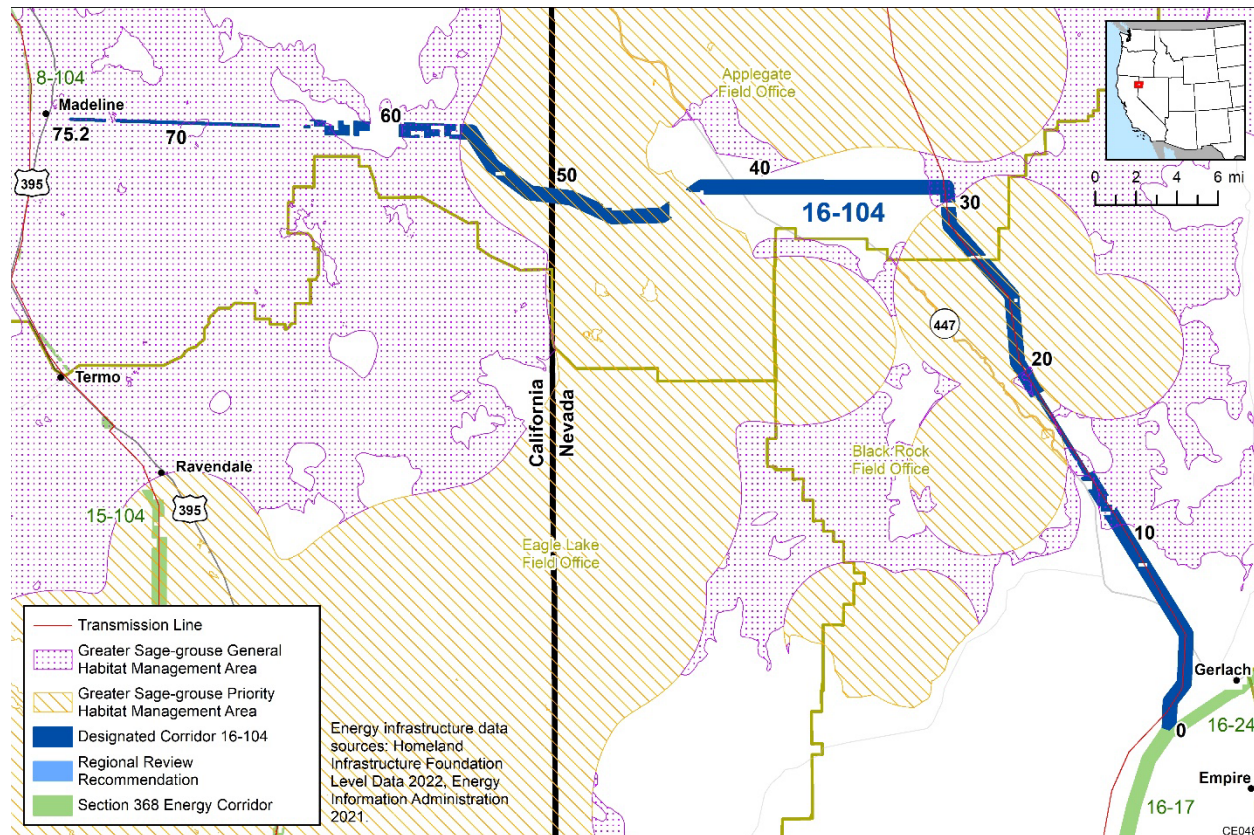 8-104
Madeline
75.2
70
60
50
40
30
20
10
0
395
Applegate
Field Office
16-104
0 2 4 6 mi
447
Termo
California
Nevada
Ravendale
395
15-104
Black Rock
Field Office
Eagle Lake
Field Office
Gerlach
16-24
Empire
16-17
Transmission Line
Greater Sage-grouse General
Habitat Management Area
Greater Sage-grouse Priority
Habitat Management Area
Designated Corridor 16-104
Regional Review
Recommendation
Section 368 Energy Corridor
Energy infrastructure data
sources: Homeland
Infrastructure Foundation
Level Data 2022, Energy
Information Administration
2021.